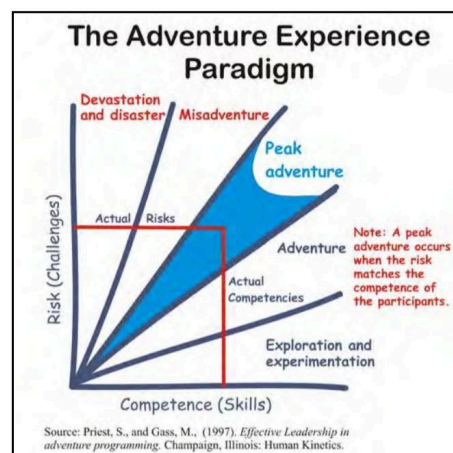 The Adventure Experience
Paradigm
Devastation
and disaster
Misadventure
Peak
adventure
Actual Risks
Adventure
Note: A peak
adventure occurs
when the risk
matches the
competence of
the participants.
Actual
Competencies
Risk (Challenges)
Exploration and
experimentation
Competence (Skills)
Source: Priest, S., and Gass, M., (1997). Effective Leadership in
adventure programming. Champaign, Illinois: Human Kinetics.